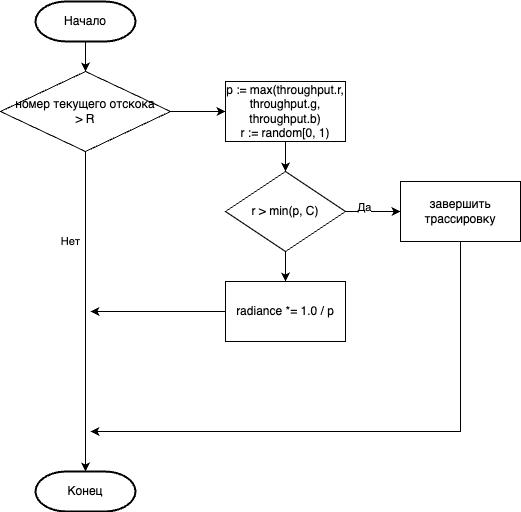 Начало
номер текущего отскока
> R
p := max(throughput.r,
throughput.g,
throughput.b)
r := random[0, 1)
r > min(p, C)
Да
завершить
трассировку
Нет
radiance *= 1.0 / p
Конец